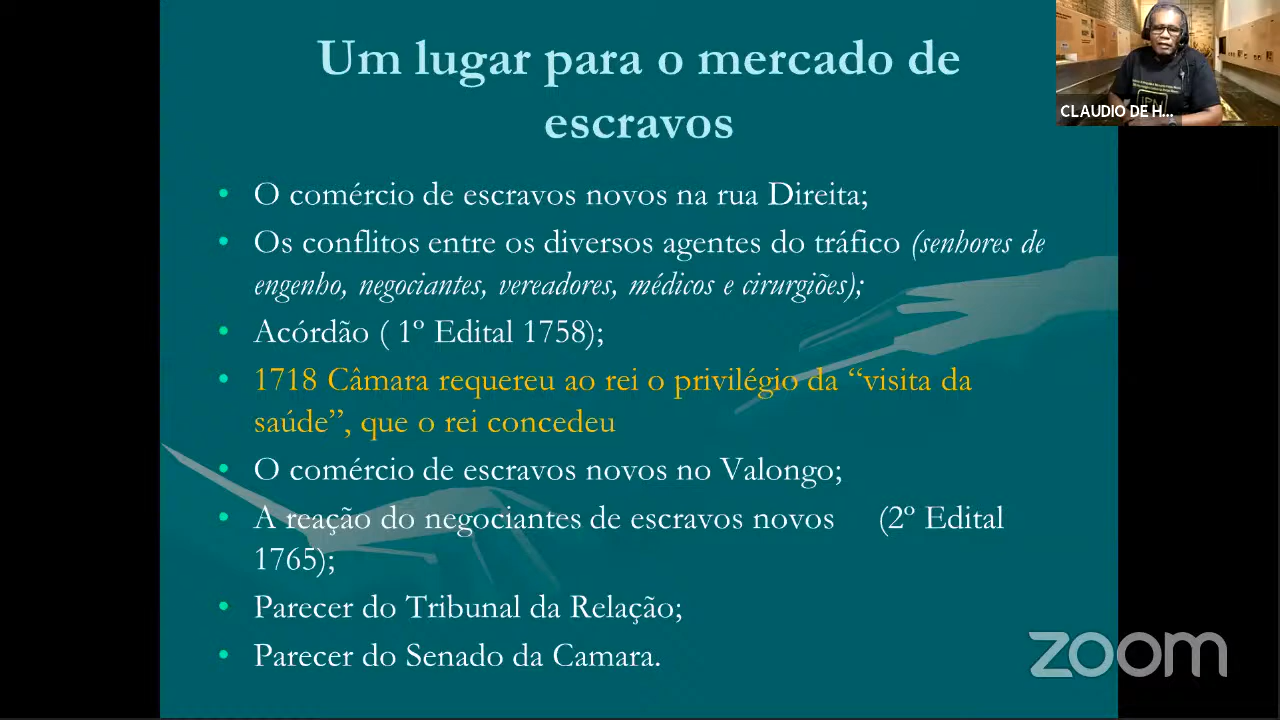 Um lugar para o mercado de
escravos
CLAUDIO DE H...
• O comércio de escravos novos na rua Direita;
• Os conflitos entre os diversos agentes do tráfico (senhores de
engenho, negociantes, vereadores, médicos e cirurgiões);
• Acórdão ( 1º Edital 1758);
• 1718 Câmara requereu ao rei o privilégio da “visita da
saúde”, que o rei concedeu
• O comércio de escravos novos no Valongo;
• A reação do negociantes de escravos novos (2º Edital
1765);
• Parecer do Tribunal da Relação;
• Parecer do Senado da Camara.
zoom